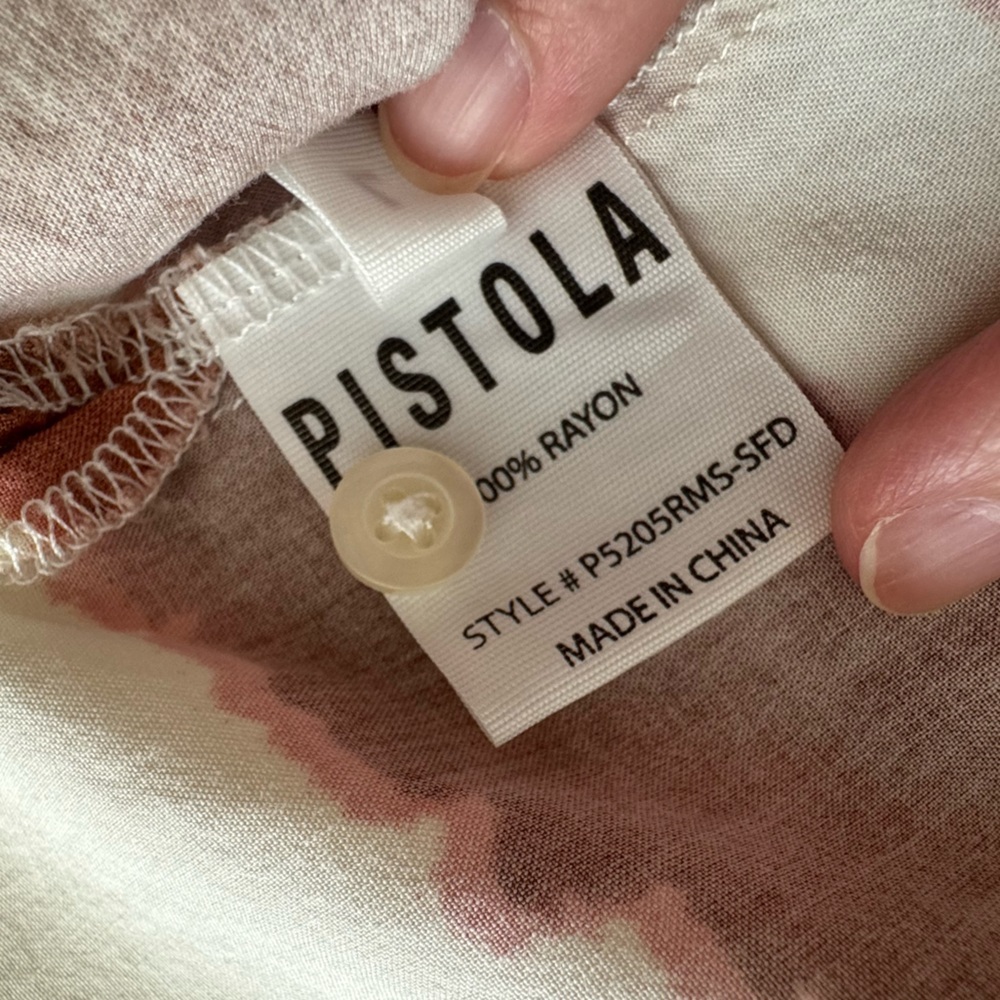 PISTOLA
00% RAYON
STYLE # P5205RMS-SFD
MADE IN CHINA